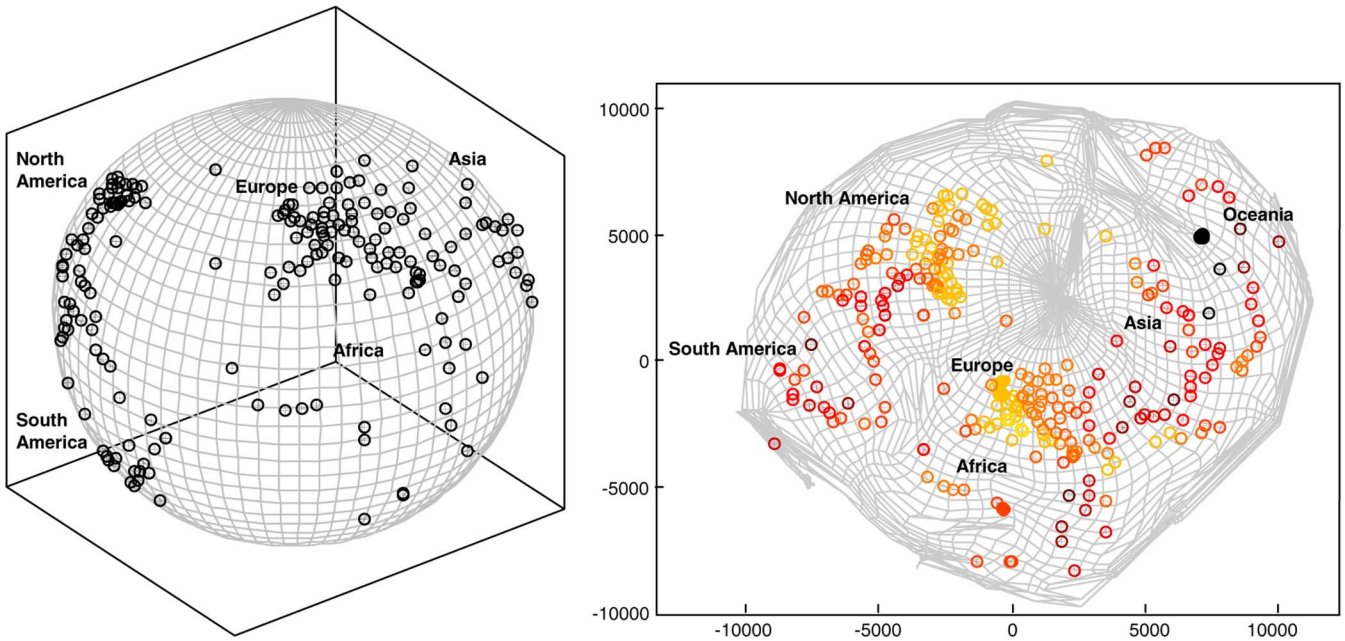 North
America
Europe
Asia
Africa
South
America
10000
5000
0
-5000
-10000
North America
Oceania
Asia
South America
Europe
Africa
-10000
-5000
0
5000
10000